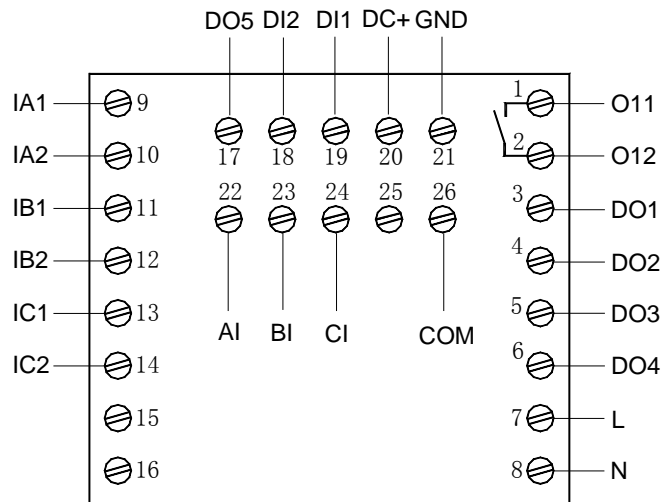 DO5 DI2 DI1 DC+ GND
IA1 9 1 O11
17 18 19 20 21
IA2 10 2 O12
22 23 24 25 26
IB1 11 3 DO1
IB2 12 4 DO2
IC1 13 5 DO3
AI BI CI COM
IC2 14 6 DO4
15 7 L
16 8 N